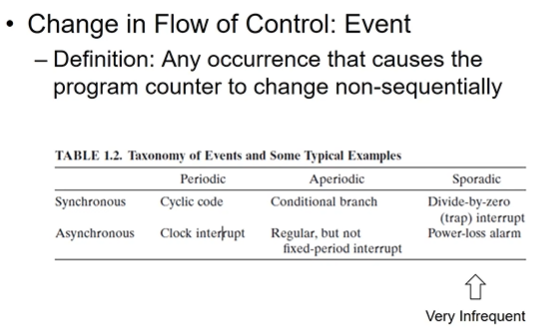 • Change in Flow of Control: Event
– Definition: Any occurrence that causes the
program counter to change non-sequentially
TABLE 1.2. Taxonomy of Events and Some Typical Examples
Periodic Aperiodic Sporadic
Synchronous Cyclic code Conditional branch Divide-by-zero
(trap) interrupt
Asynchronous Clock interrupt Regular, but not Power-loss alarm
fixed-period interrupt
Very Infrequent